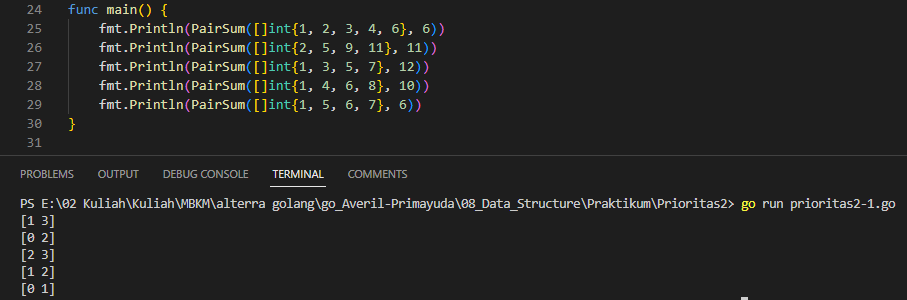 24 func main() {
25 fmt.Println(PairSum([]int{1, 2, 3, 4, 6}, 6))
26 fmt.Println(PairSum([]int{2, 5, 9, 11}, 11))
27 fmt.Println(PairSum([]int{1, 3, 5, 7}, 12))
28 fmt.Println(PairSum([]int{1, 4, 6, 8}, 10))
29 fmt.Println(PairSum([]int{1, 5, 6, 7}, 6))
30 }
31
PROBLEMS OUTPUT DEBUG CONSOLE TERMINAL COMMENTS
PS E:\02 Kuliah\Kuliah\MBKM\alterra golang\go_Averil-Primayuda\08_Data_Structure\Praktikum\Prioritas2> go run prioritas2-1.go
[1 3]
[0 2]
[2 3]
[1 2]
[0 1]